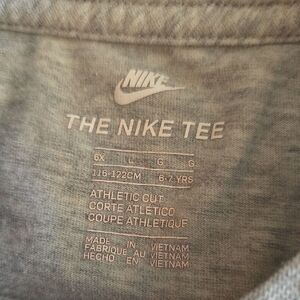 NIKE
THE NIKE TEE
6X L G G
116-122CM 6-7 YRS
ATHLETIC CUT
CORTE ATLÉTICO
COUPE ATHLÉTIQUE
MADE IN VIETNAM
FABRIQUÉ AU VIETNAM
HECHO EN VIETNAM